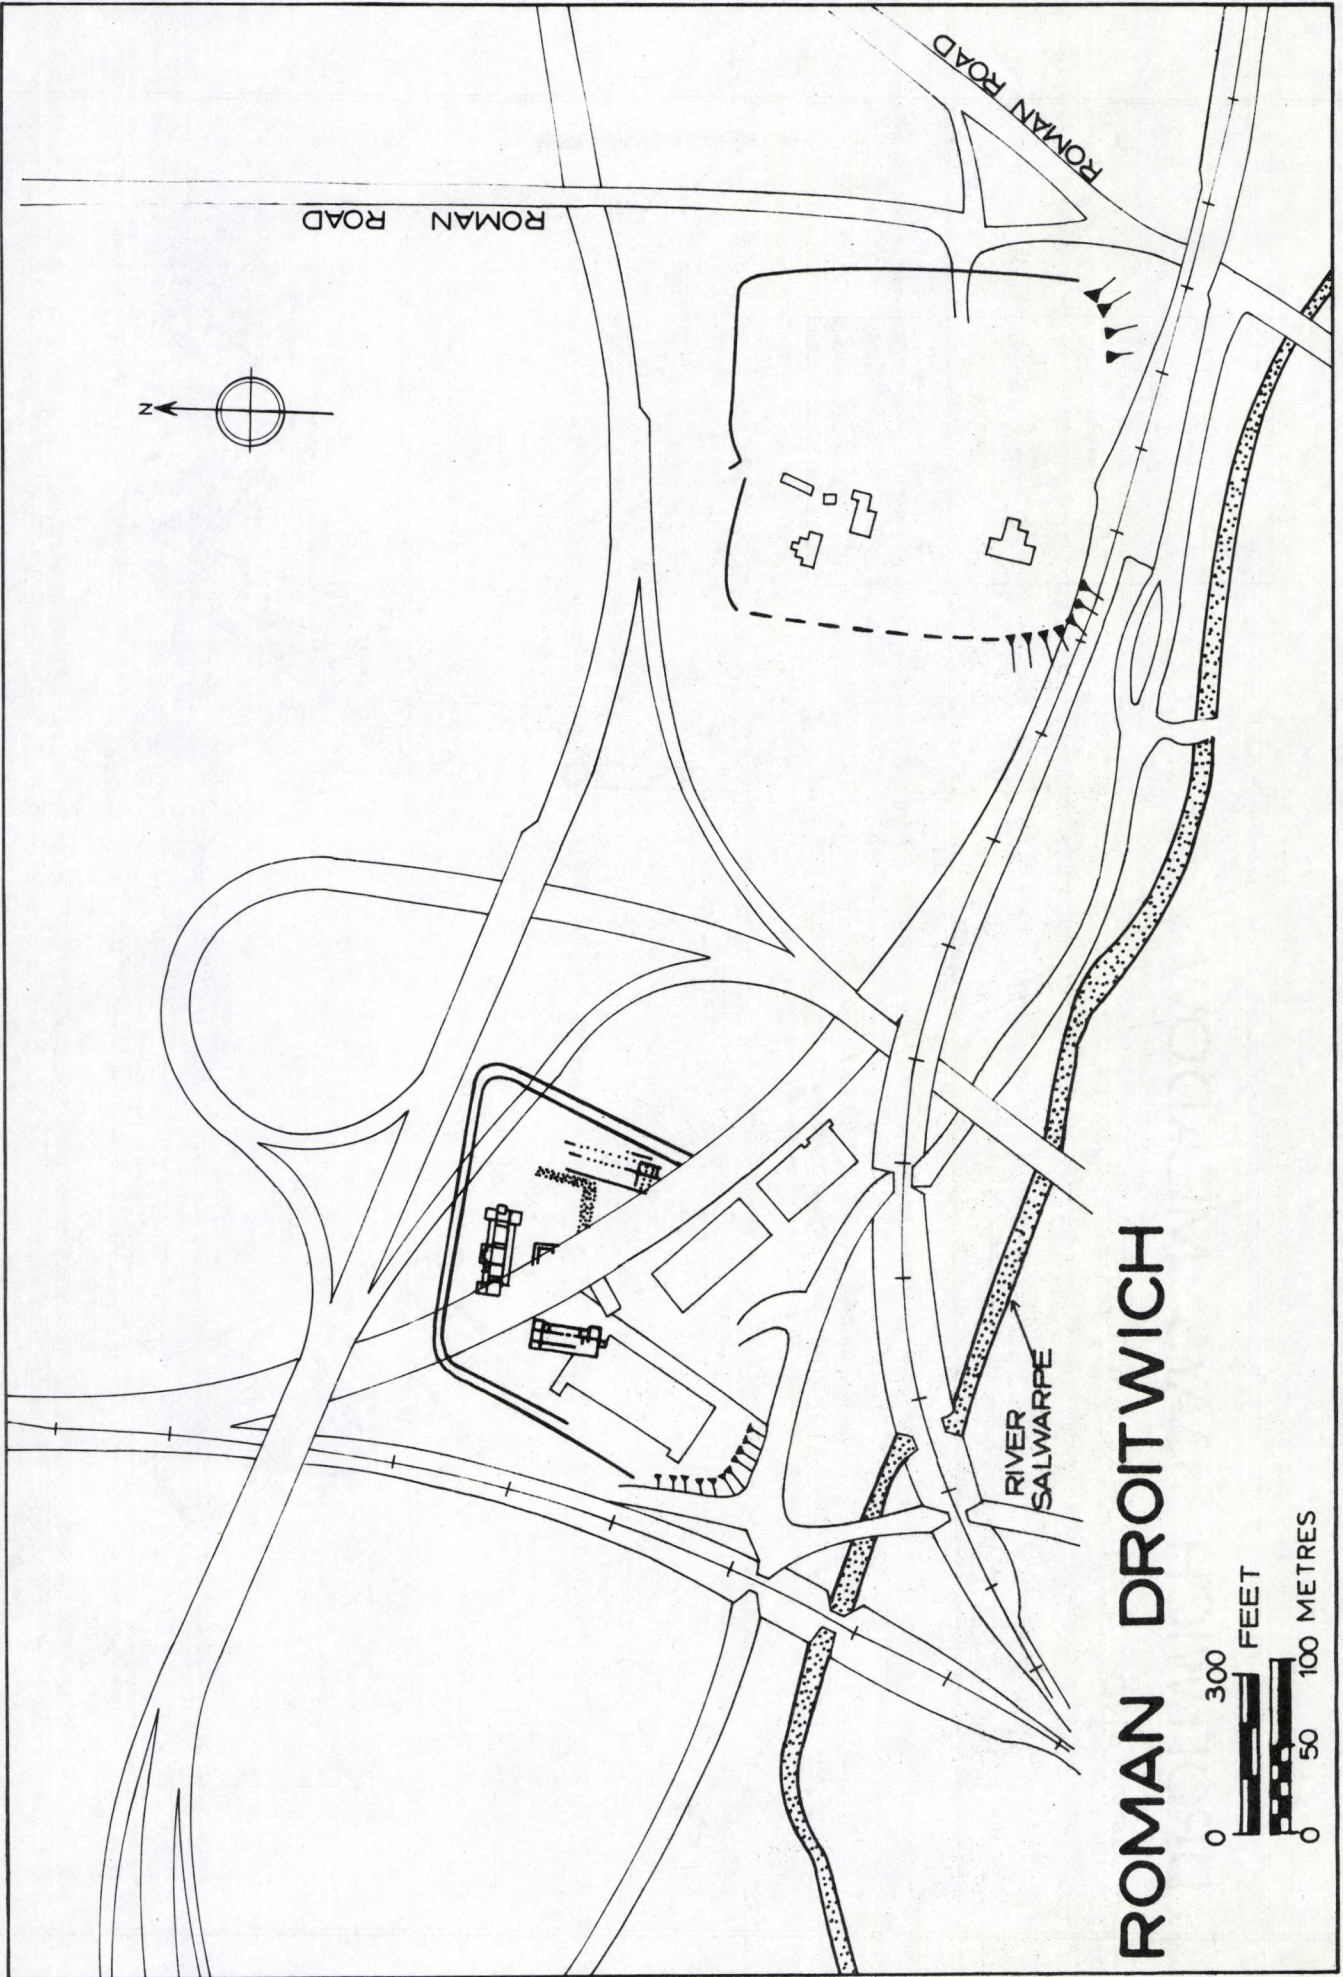 N
ROMAN ROAD
ROMAN ROAD
RIVER
SALWARPE
ROMAN DROITWICH
0 300 FEET
0 50 100 METRES